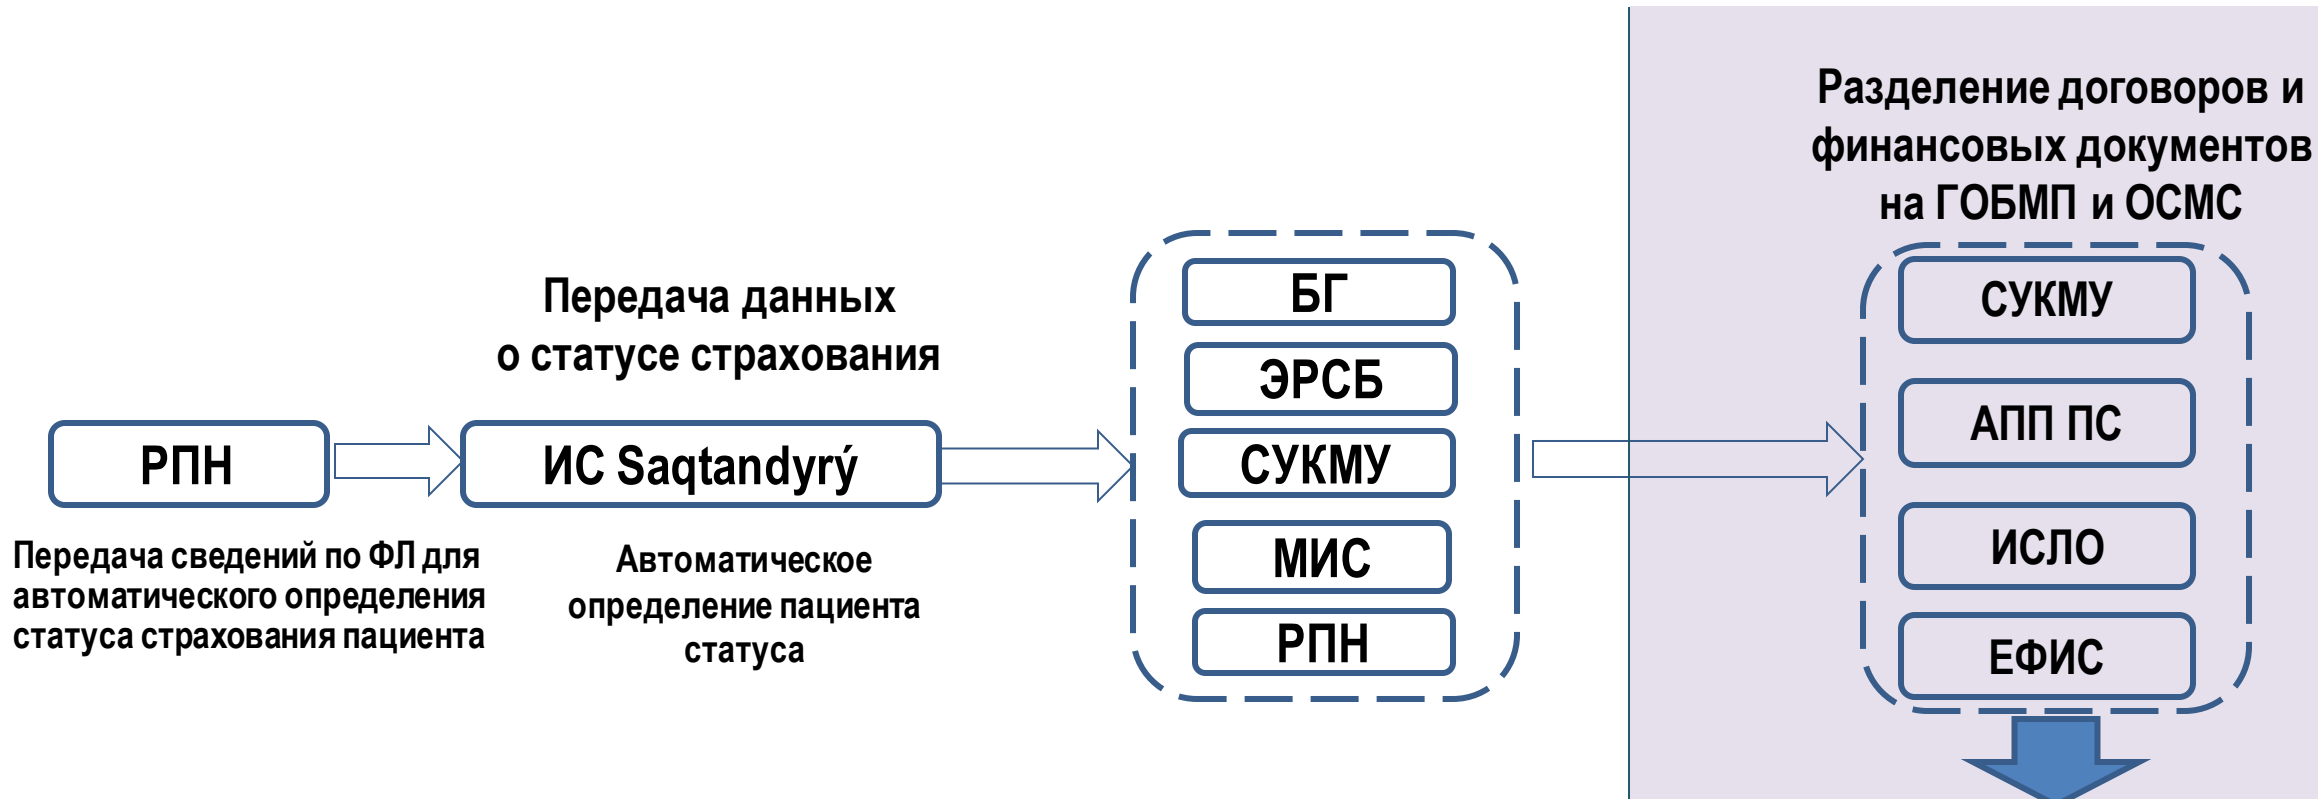 РПН
Передача сведений по ФЛ для
автоматического определения
статуса страхования пациента
Передача данных
о статусе страхования
ИС Saqtandyrý
Автоматическое
определение пациента
статуса
БГ
ЭРСБ
СУКМУ
МИС
РПН
Разделение договоров и
финансовых документов
на ГОБМП и ОСМС
СУКМУ
АПП ПС
ИСЛО
ЕФИС